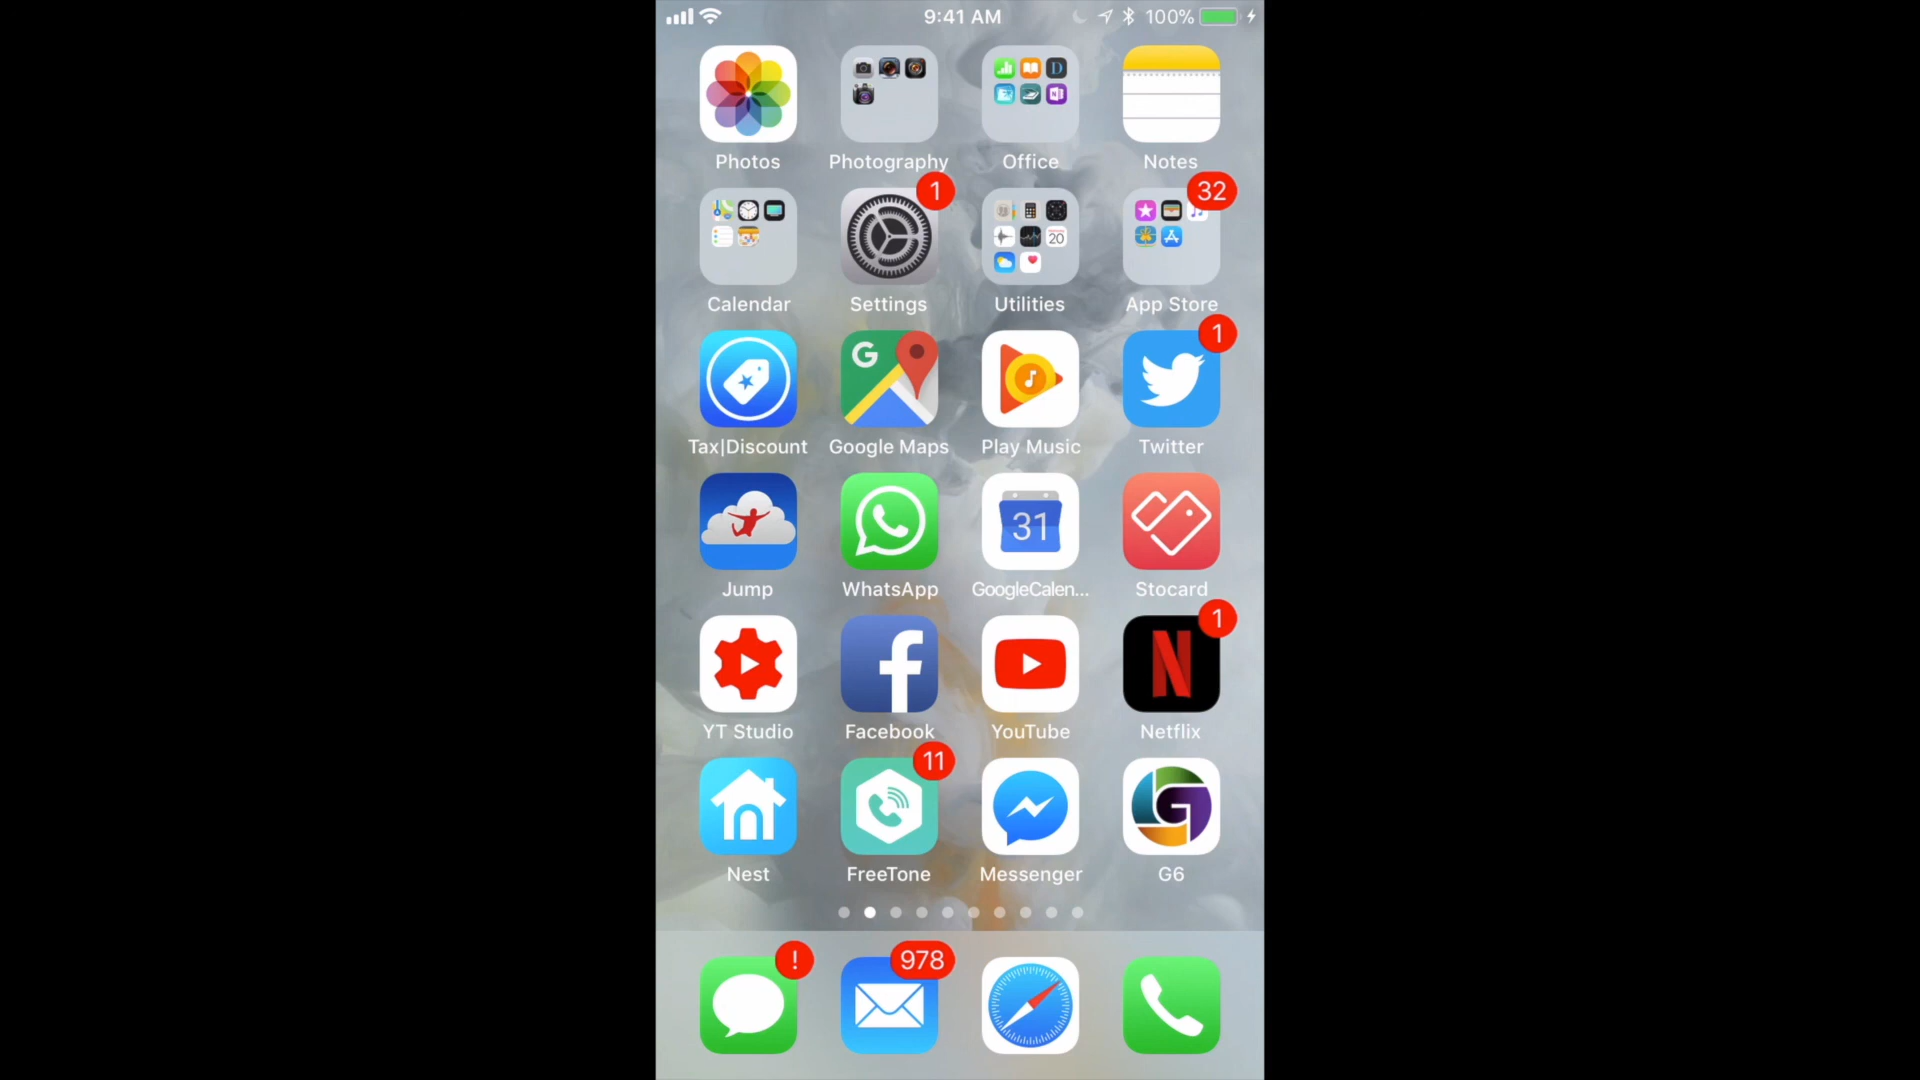 9:41 AM 100%
Photos Photography Office Notes
1 32
20
Calendar Settings Utilities App Store
1
G
Tax|Discount Google Maps Play Music Twitter
31
Jump WhatsApp GoogleCalen... Stocard
1
f N
YT Studio Facebook YouTube Netflix
11
G
Nest FreeTone Messenger G6
! 978